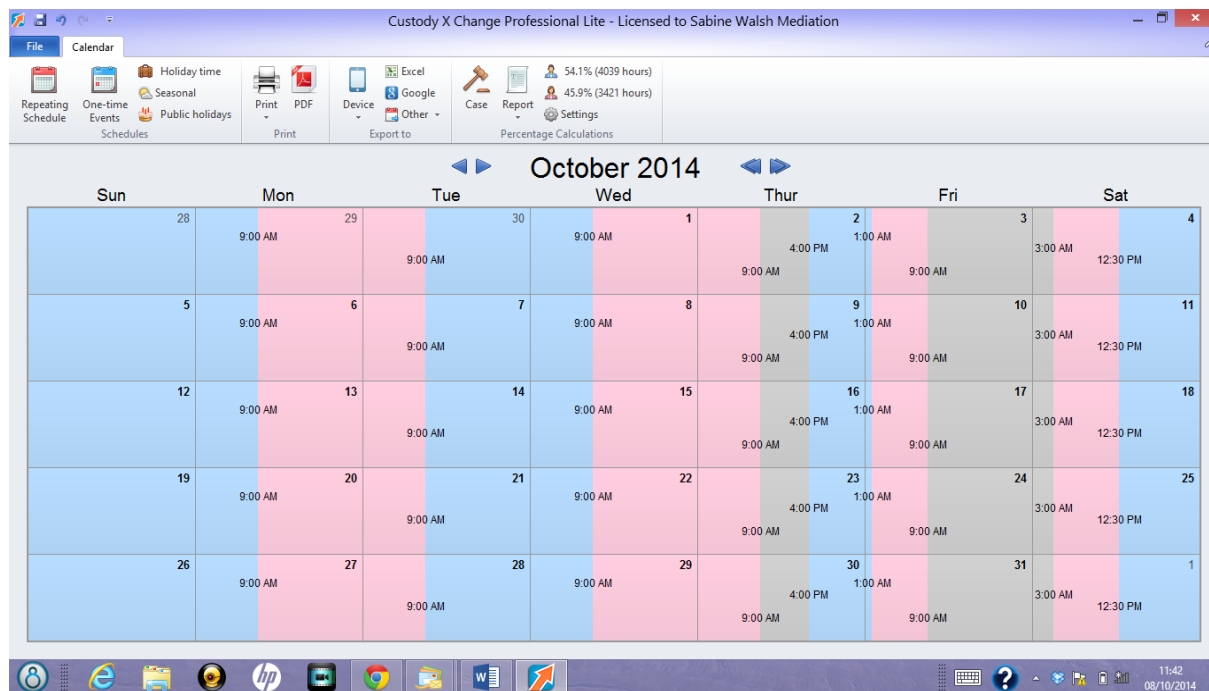 Custody X Change Professional Lite - Licensed to Sabine Walsh Mediation
File Calendar
Repeating Schedule
One-time Events
Holiday time
Seasonal
Public holidays
Schedules
Print
PDF
Print
Device
Excel
Google
Other
Export to
Case
Report
54.1% (4039 hours)
45.9% (3421 hours)
Settings
Percentage Calculations
October 2014
Sun Mon Tue Wed Thur Fri Sat
28 29 30 1 2 3 4
9:00 AM 9:00 AM 1:00 AM
4:00 PM 3:00 AM
9:00 AM 12:30 PM
9:00 AM 9:00 AM
5 6 7 8 9 10 11
9:00 AM 9:00 AM 1:00 AM
4:00 PM 3:00 AM
9:00 AM 12:30 PM
9:00 AM 9:00 AM
12 13 14 15 16 17 18
9:00 AM 9:00 AM 1:00 AM
4:00 PM 3:00 AM
9:00 AM 12:30 PM
9:00 AM 9:00 AM
19 20 21 22 23 24 25
9:00 AM 9:00 AM 1:00 AM
4:00 PM 3:00 AM
9:00 AM 12:30 PM
9:00 AM 9:00 AM
26 27 28 29 30 31 1
9:00 AM 9:00 AM 1:00 AM
4:00 PM 3:00 AM
9:00 AM 12:30 PM
9:00 AM 9:00 AM
hp
11:42
08/10/2014